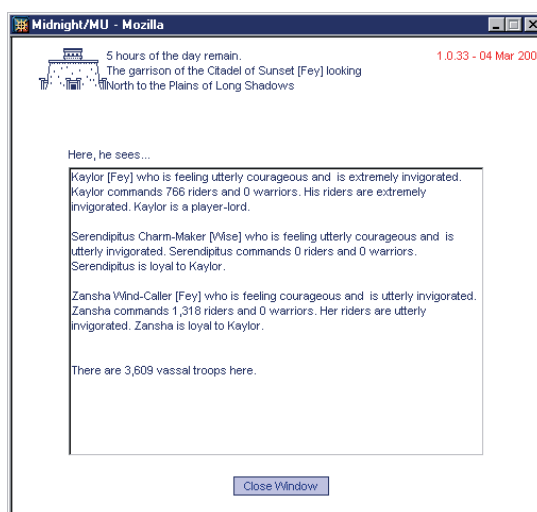 Midnight/MU - Mozilla
5 hours of the day remain.
1.0.33 - 04 Mar 200
The garrison of the Citadel of Sunset [Fey] looking
North to the Plains of Long Shadows
Here, he sees...
Kaylor [Fey] who is feeling utterly courageous and is extremely invigorated.
Kaylor commands 766 riders and 0 warriors. His riders are extremely
invigorated. Kaylor is a player-lord.
Serendipitus Charm-Maker [Wise] who is feeling utterly courageous and is
utterly invigorated. Serendipitus commands 0 riders and 0 warriors.
Serendipitus is loyal to Kaylor.
Zansha Wind-Caller [Fey] who is feeling courageous and is utterly invigorated.
Zansha commands 1,318 riders and 0 warriors. Her riders are utterly
invigorated. Zansha is loyal to Kaylor.
There are 3,609 vassal troops here.
Close Window